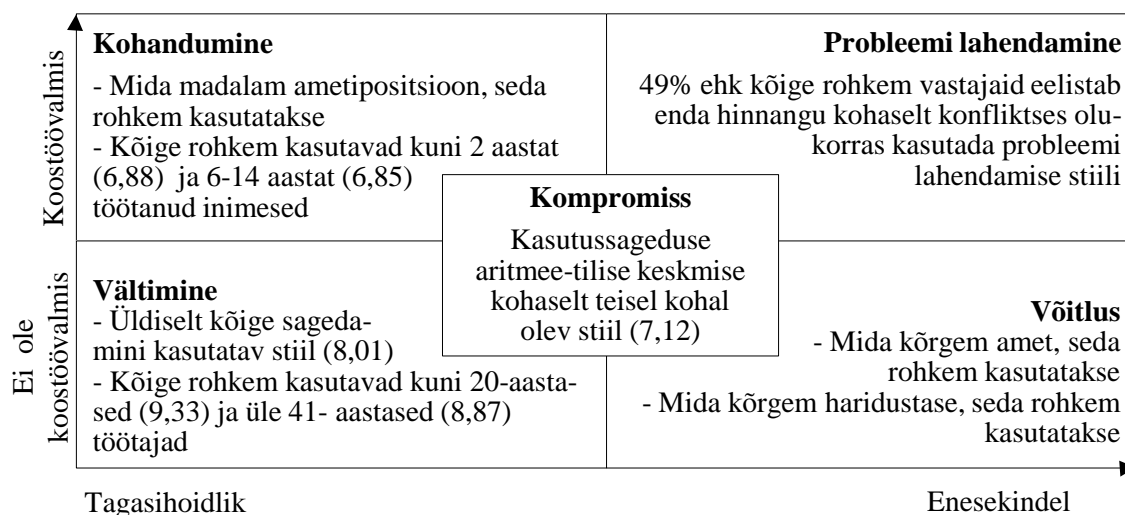 Koostöövalmis
Kohandumine
- Mida madalam ametipositsioon, seda
rohkem kasutatakse
- Kõige rohkem kasutavad kuni 2 aastat
(6,88) ja 6-14 aastat (6,85)
töötanud inimesed
Probleemi lahendamine
49% ehk kõige rohkem vastajaid eelistab
enda hinnangu kohaselt konfliktses olu-
korras kasutada probleemi
lahendamise stiili
Kompromiss
Kasutussageduse
aritmee-tilise keskmise
kohaselt teisel kohal
olev stiil (7,12)
Ei ole
koostöövalmis
Vältimine
- Üldiselt kõige sageda-
mini kasutatav stiil (8,01)
- Kõige rohkem kasutavad kuni 20-aasta-
sed (9,33) ja üle 41- aastased (8,87)
töötajad
Võitlus
- Mida kõrgem amet, seda
rohkem kasutatakse
- Mida kõrgem haridustase, seda rohkem
kasutatakse
Tagasihoidlik
Enesekindel